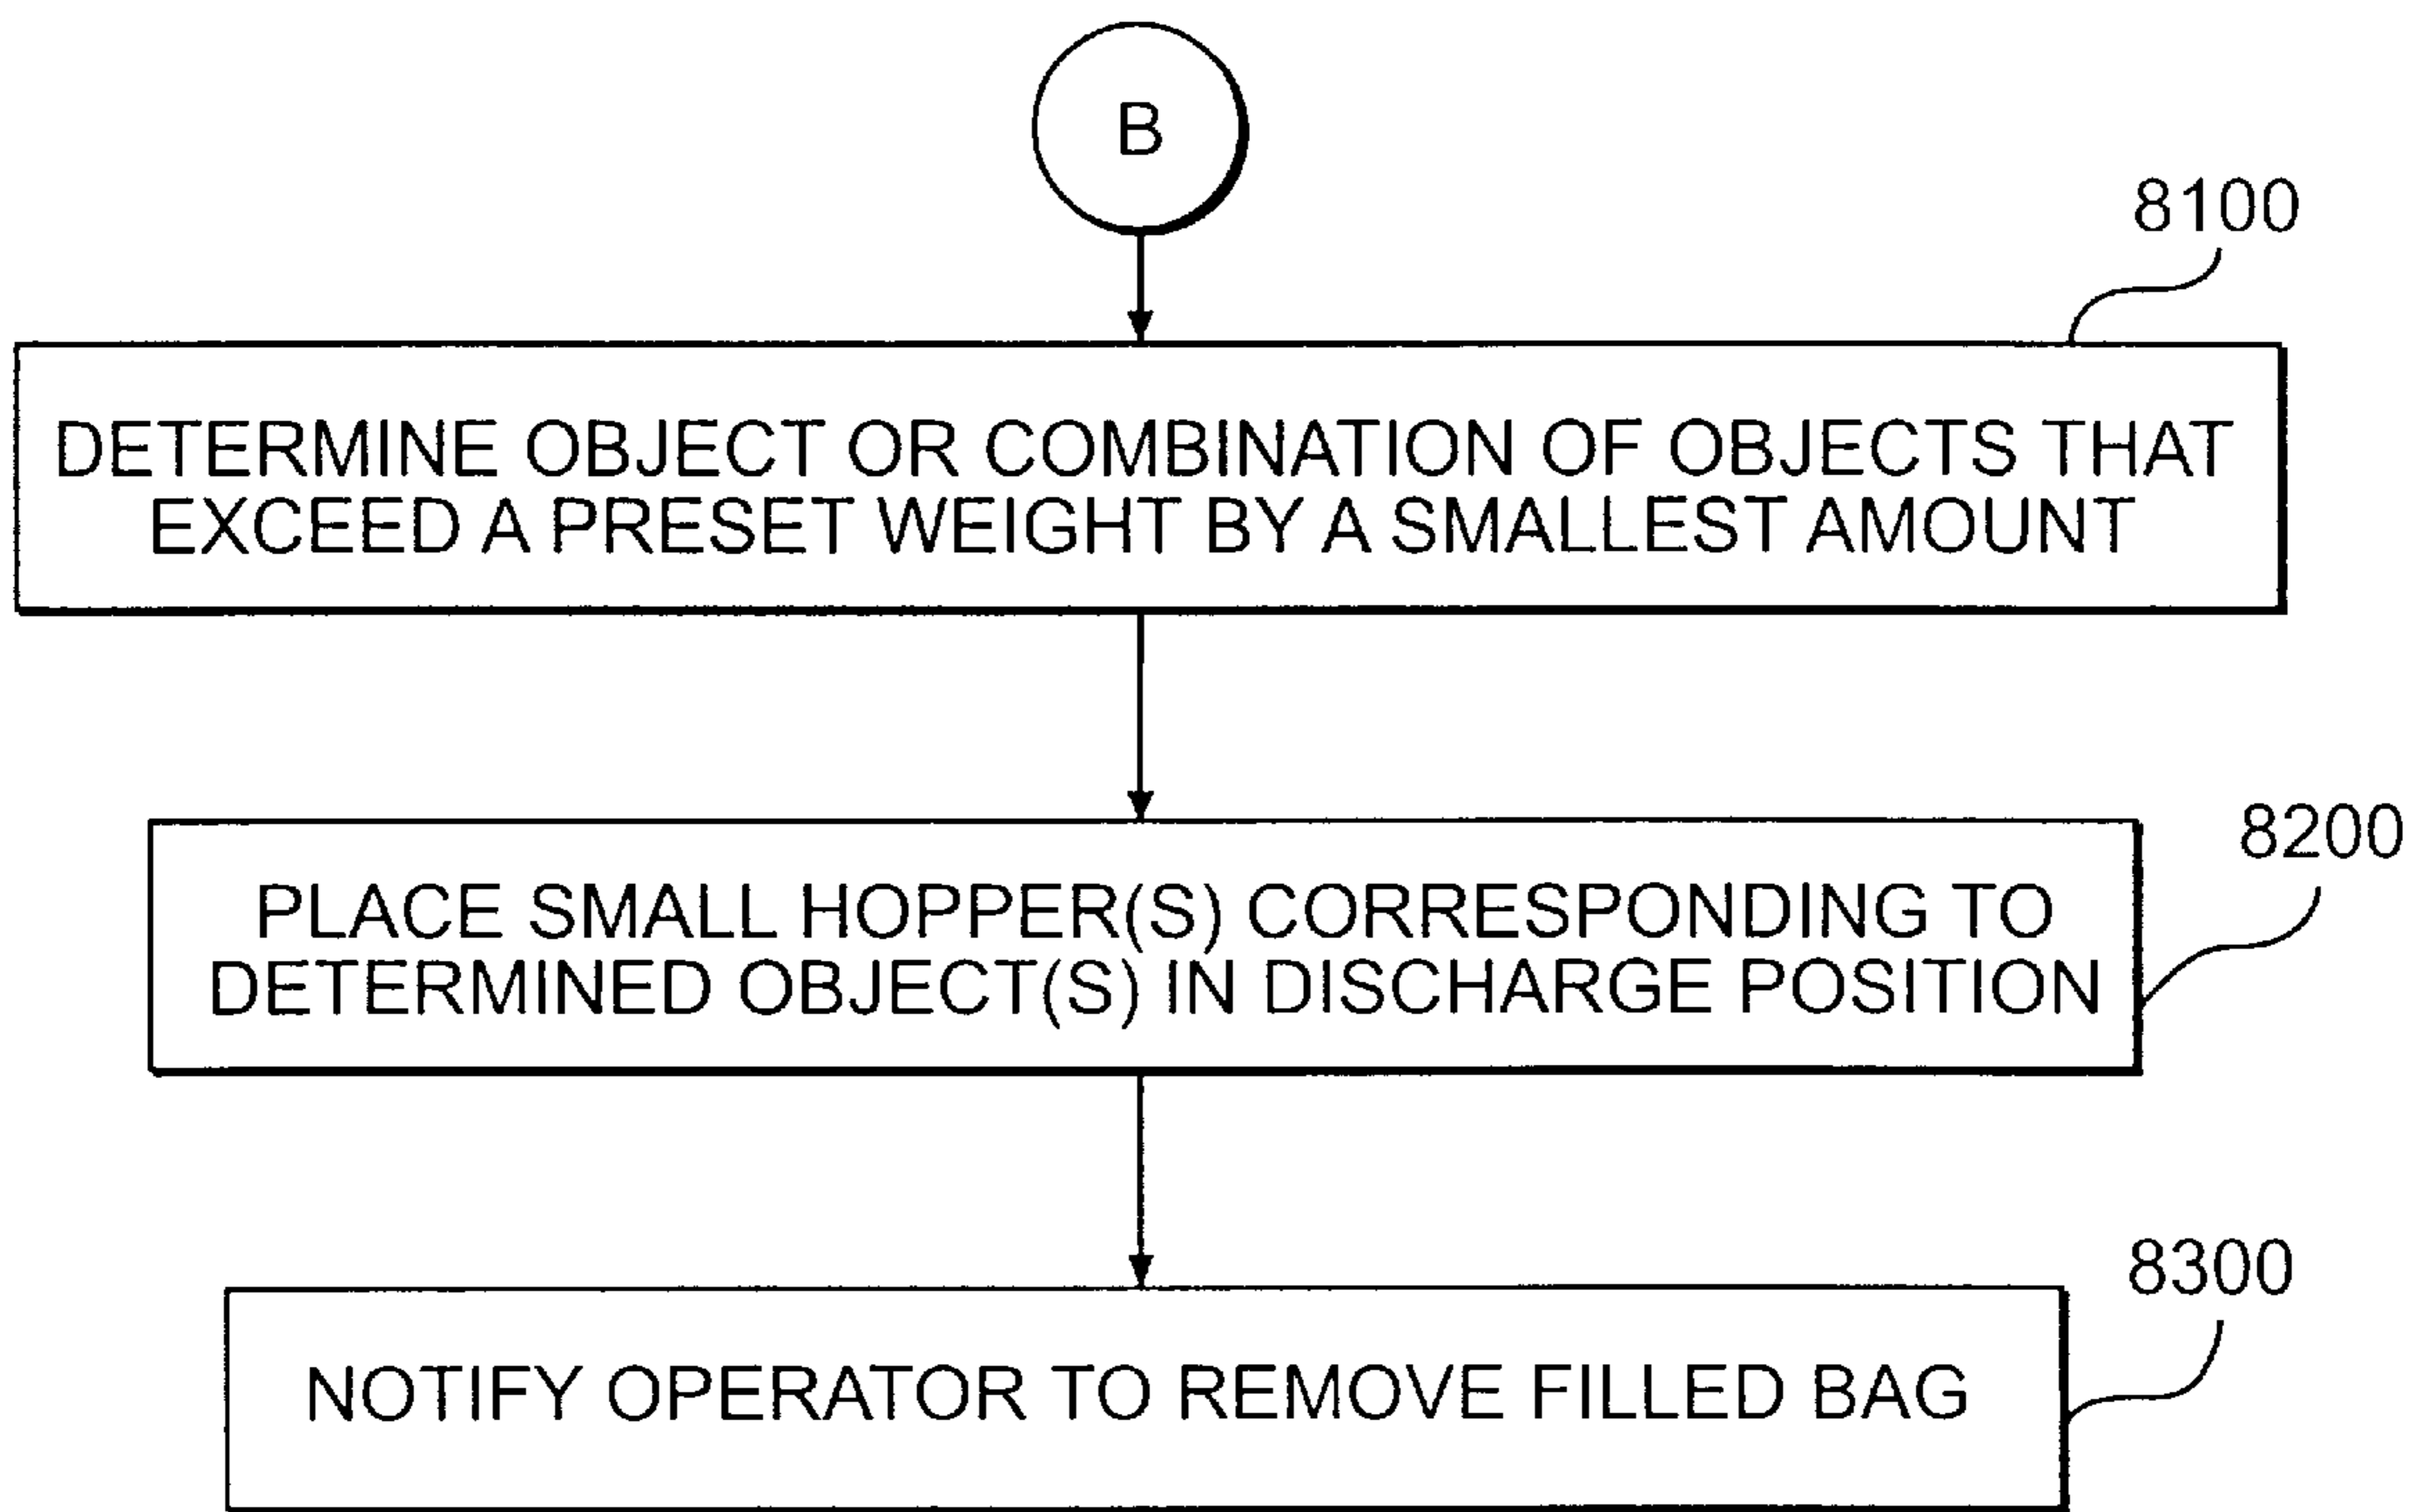 B
8100
DETERMINE OBJECT OR COMBINATION OF OBJECTS THAT
EXCEED A PRESET WEIGHT BY A SMALLEST AMOUNT
8200
PLACE SMALL HOPPER(S) CORRESPONDING TO
DETERMINED OBJECT(S) IN DISCHARGE POSITION
8300
NOTIFY OPERATOR TO REMOVE FILLED BAG